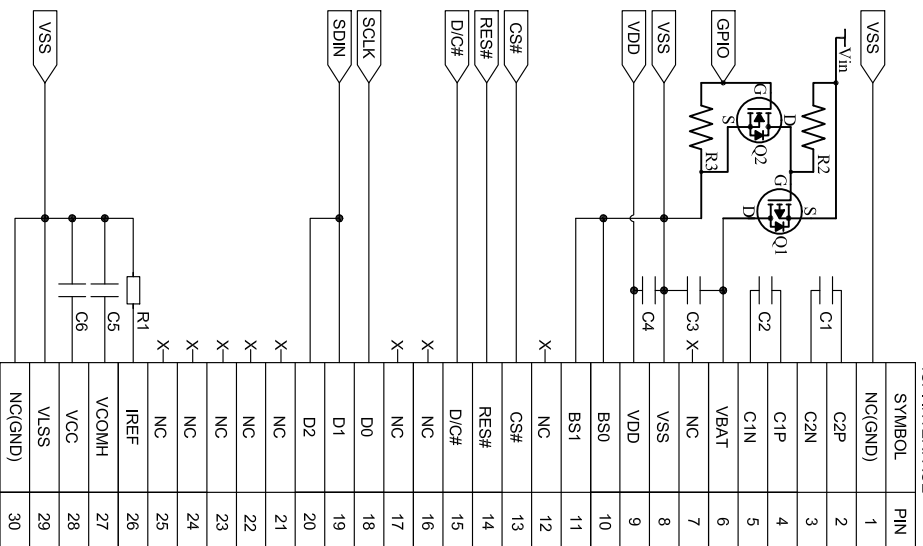 PIN 1 2 3 4 5 6 7 8 9 10 11 12 13 14 15 16 17 18 19 20 21 22 23 24 25 26 27 28 29 30
SYMBOL NC(GND) C2P C2N C1P C1N VBAT NC VSS VDD BS0 BS1 NC CS# RES# D/C# NC NC D0 D1 D2 NC NC NC NC NC IREF VCOMH VCC VLSS NC(GND)
X X X X X X X X X
C1 C2 C3 C4 R1 C5 C6
S G D Q1
R2 D G S Q2 R3
Vin
VSS GPIO VSS VDD CS# RES# D/C# SCLK SDIN VSS